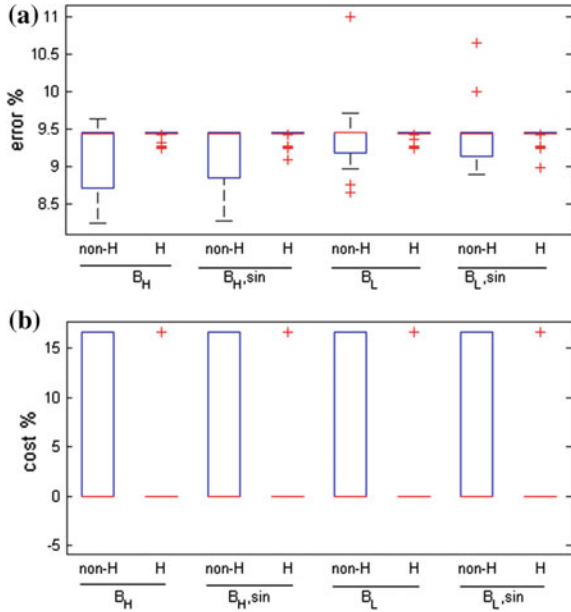 (a)
11
10.5
10
9.5
9
8.5
error %
non-H H non-H H non-H H non-H H
B_H B_H,sin B_L B_L,sin
(b)
15
10
5
0
-5
cost %
non-H H non-H H non-H H non-H H
B_H B_H,sin B_L B_L,sin